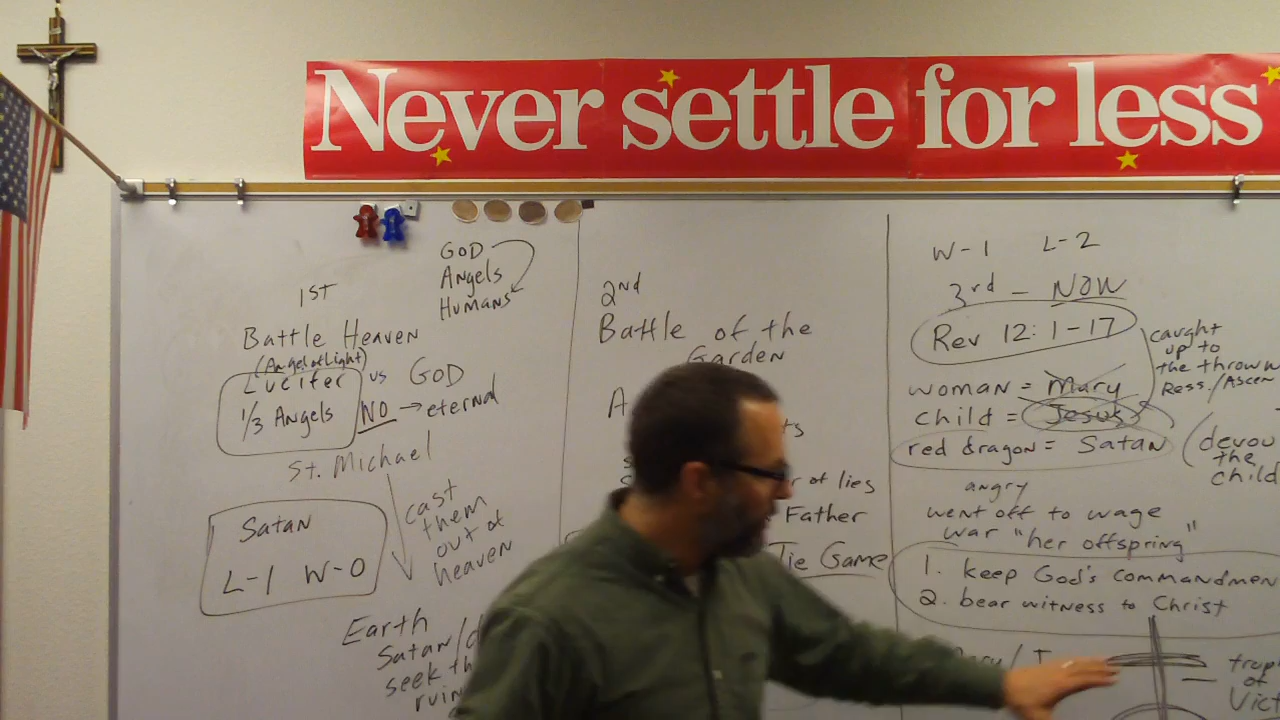 Never settle for less
1ST
GOD
Angels
Humans
Battle Heaven
(Angel of Light)
Lucifer vs GOD
1/3 Angels NO → eternal
St. Michael
cast
them
out of
heaven
Satan
L-1 W-0
Earth
Satan/
seek
2nd
Battle of the
Garden
A
of lies
Father
Tie Game
W-1 L-2
3rd - NOW
Rev 12:1-17
woman = Mary
child = Jesus
red dragon = Satan
caught
up to
the thrown
Ress./Ascen
(devou
the
child
angry
went off to wage
war "her offspring"
1. keep God's commandmen
2. bear witness to Christ
of